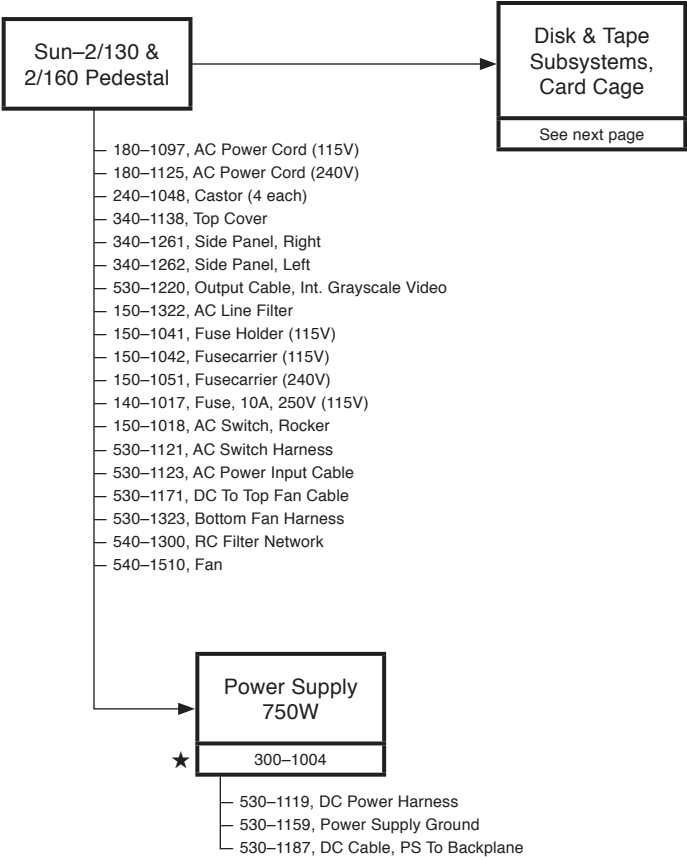 Sun–2/130 &
2/160 Pedestal
Disk & Tape
Subsystems,
Card Cage
See next page
180–1097, AC Power Cord (115V)
180–1125, AC Power Cord (240V)
240–1048, Castor (4 each)
340–1138, Top Cover
340–1261, Side Panel, Right
340–1262, Side Panel, Left
530–1220, Output Cable, Int. Grayscale Video
150–1322, AC Line Filter
150–1041, Fuse Holder (115V)
150–1042, Fusecarrier (115V)
150–1051, Fusecarrier (240V)
140–1017, Fuse, 10A, 250V (115V)
150–1018, AC Switch, Rocker
530–1121, AC Switch Harness
530–1123, AC Power Input Cable
530–1171, DC To Top Fan Cable
530–1323, Bottom Fan Harness
540–1300, RC Filter Network
540–1510, Fan
Power Supply
750W
★ 300–1004
530–1119, DC Power Harness
530–1159, Power Supply Ground
530–1187, DC Cable, PS To Backplane